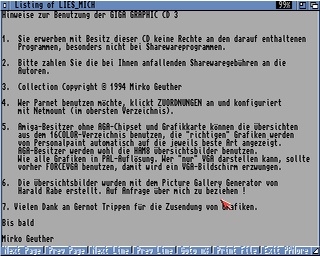 Listing of LIES_MICH
99%
Hinweise zur Benutzung der GIGA GRAPHIC CD 3
1. Sie erwerben mit Besitz dieser CD keine Rechte an den darauf enthaltenen
Programmen, besonders nicht bei Sharewareprogrammen.
2. Bitte zahlen Sie die bei Ihnen anfallenden Sharewaregebühren an die
Autoren.
3. Collection Copyright © 1994 Mirko Geuther
4. Wer Parnet benutzen möchte, klickt ZUORDNUNGEN an und konfiguriert
mit Netmount (im obersten Verzeichnis).
5. Amiga-Besitzer ohne AGA-Chipset und Grafikkarte können die übersichten
aus dem 16COLOR-Verzeichnis benutzen, die "richtigen" Grafiken werden
von Personalpaint automatisch auf die jeweils beste Art angezeigt.
AGA-Besitzer werden wohl die HAM8 übersichtsbilder benutzen.
Wie alle Grafiken in PAL-Auflösung. Wer "nur" VGA darstellen kann, sollte
vorher FORCEVGA benutzen, damit wird ein VGA-Bildschirm erzwungen.
6. Die übersichtsbilder wurden mit dem Picture Gallery Generator von
Harald Rabe erstellt. Auf Anfrage über mich zu beziehen !
7. Vielen Dank an Gernot Trippen für die Zusendung von Grafiken.
Bis bald
Mirko Geuther
Next Page Prev Page Next Line Prev Line Goto % Print File Exit AMore